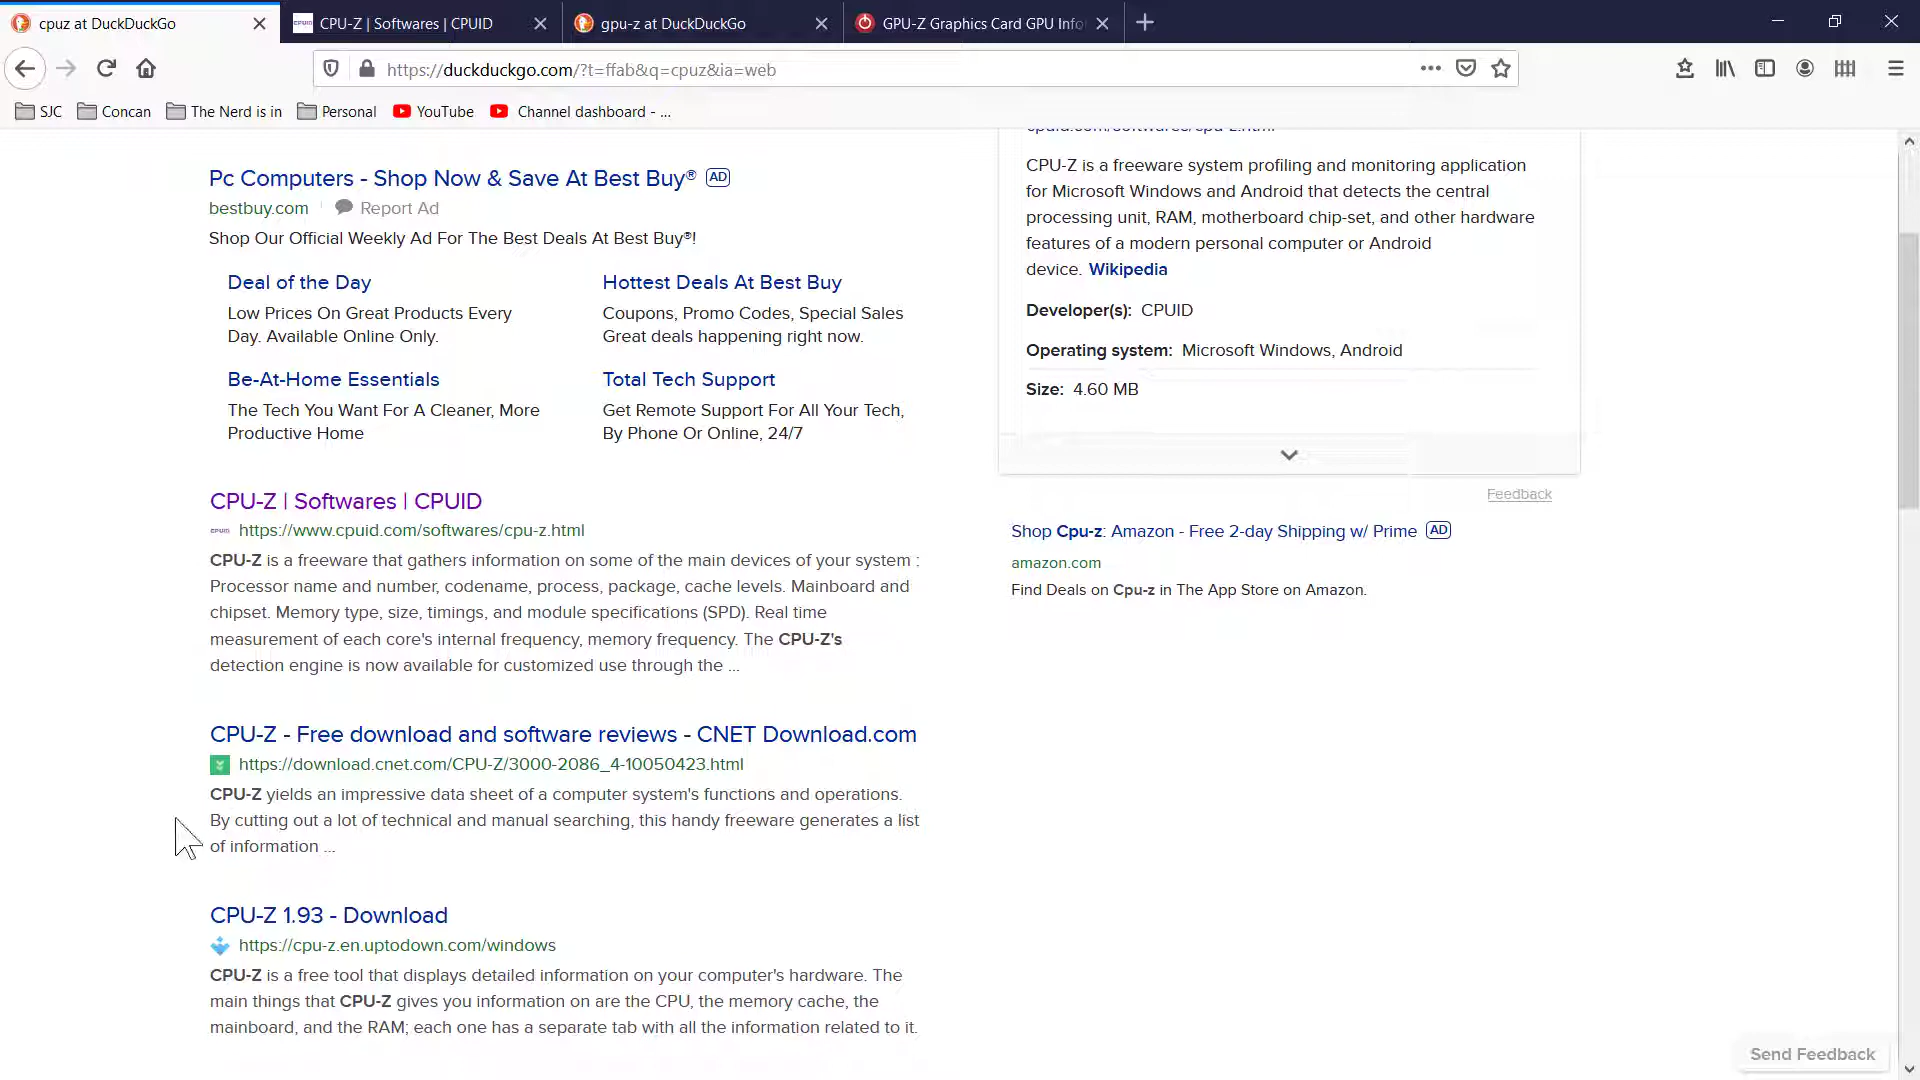 cpuz at DuckDuckGo
CPUID CPU-Z | Softwares | CPUID
gpu-z at DuckDuckGo
GPU-Z Graphics Card GPU Info
https://duckduckgo.com/?t=ffab&q=cpuz&ia=web
SJC Concan The Nerd is in Personal YouTube Channel dashboard - ...
Pc Computers - Shop Now & Save At Best Buy® AD
bestbuy.com Report Ad
Shop Our Official Weekly Ad For The Best Deals At Best Buy®!
Deal of the Day
Low Prices On Great Products Every
Day. Available Online Only.
Hottest Deals At Best Buy
Coupons, Promo Codes, Special Sales
Great deals happening right now.
Be-At-Home Essentials
The Tech You Want For A Cleaner, More
Productive Home
Total Tech Support
Get Remote Support For All Your Tech,
By Phone Or Online, 24/7
CPU-Z | Softwares | CPUID
CPUID https://www.cpuid.com/softwares/cpu-z.html
CPU-Z is a freeware that gathers information on some of the main devices of your system :
Processor name and number, codename, process, package, cache levels. Mainboard and
chipset. Memory type, size, timings, and module specifications (SPD). Real time
measurement of each core's internal frequency, memory frequency. The CPU-Z's
detection engine is now available for customized use through the ...
CPU-Z - Free download and software reviews - CNET Download.com
https://download.cnet.com/CPU-Z/3000-2086_4-10050423.html
CPU-Z yields an impressive data sheet of a computer system's functions and operations.
By cutting out a lot of technical and manual searching, this handy freeware generates a list
of information ...
CPU-Z 1.93 - Download
https://cpu-z.en.uptodown.com/windows
CPU-Z is a free tool that displays detailed information on your computer's hardware. The
main things that CPU-Z gives you information on are the CPU, the memory cache, the
mainboard, and the RAM; each one has a separate tab with all the information related to it.
cpuid.com/softwares/cpu-z.html
CPU-Z is a freeware system profiling and monitoring application
for Microsoft Windows and Android that detects the central
processing unit, RAM, motherboard chip-set, and other hardware
features of a modern personal computer or Android
device. Wikipedia
Developer(s): CPUID
Operating system: Microsoft Windows, Android
Size: 4.60 MB
Feedback
Shop Cpu-z: Amazon - Free 2-day Shipping w/ Prime AD
amazon.com
Find Deals on Cpu-z in The App Store on Amazon.
Send Feedback